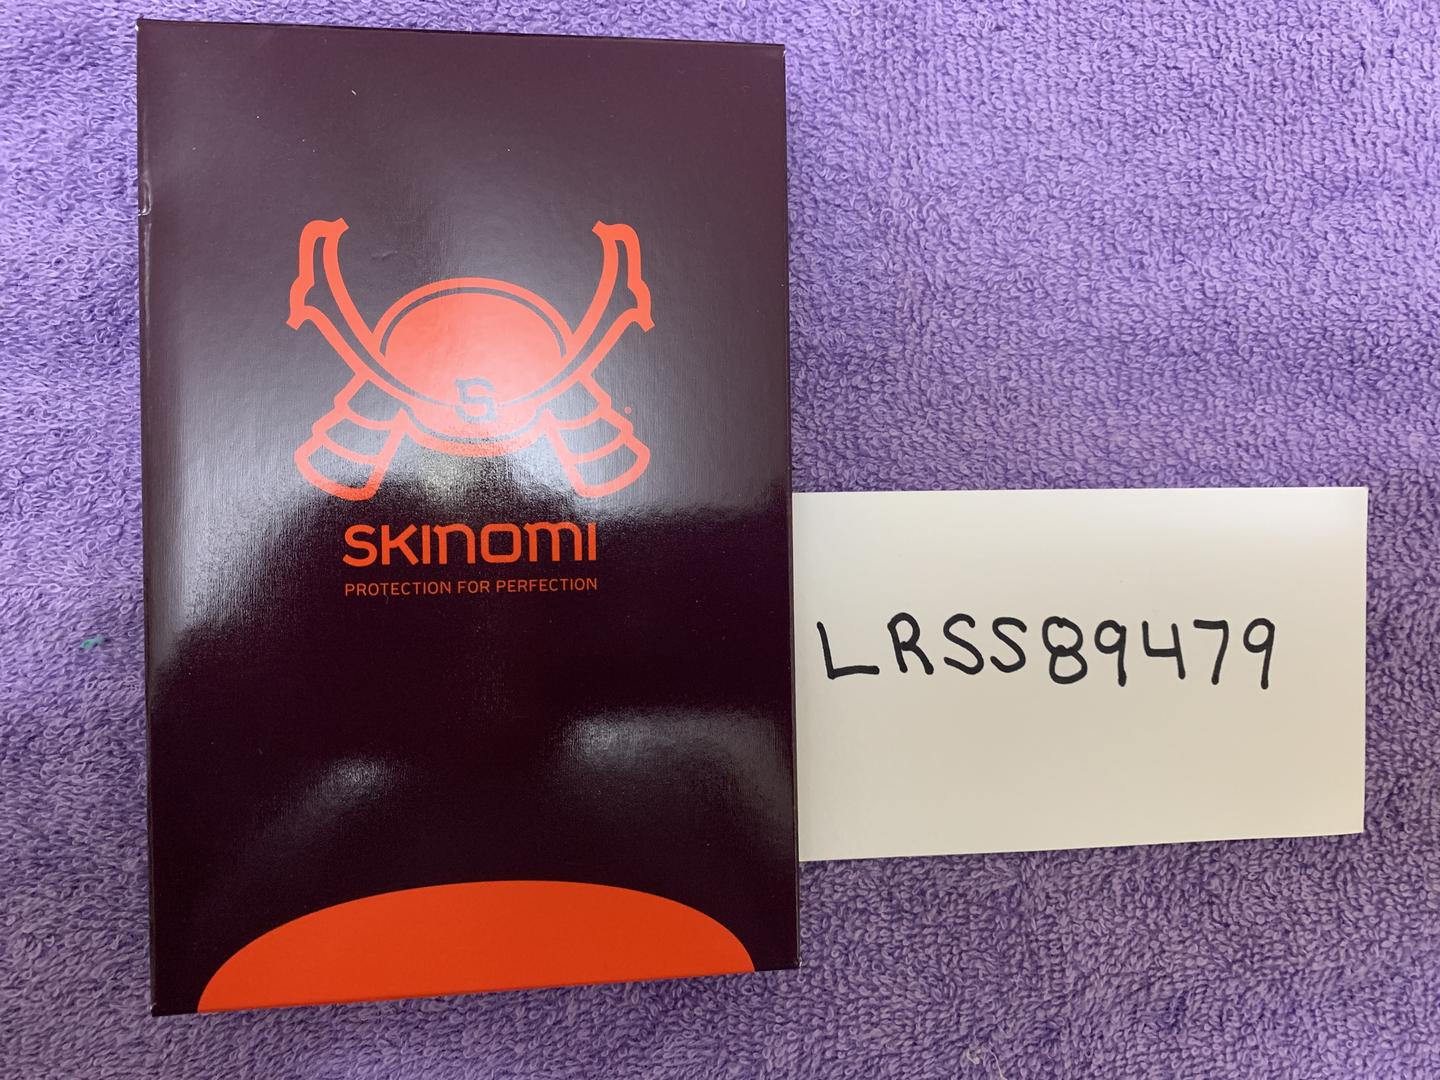 S
SKINOMI
PROTECTION FOR PERFECTION
LRSS89479